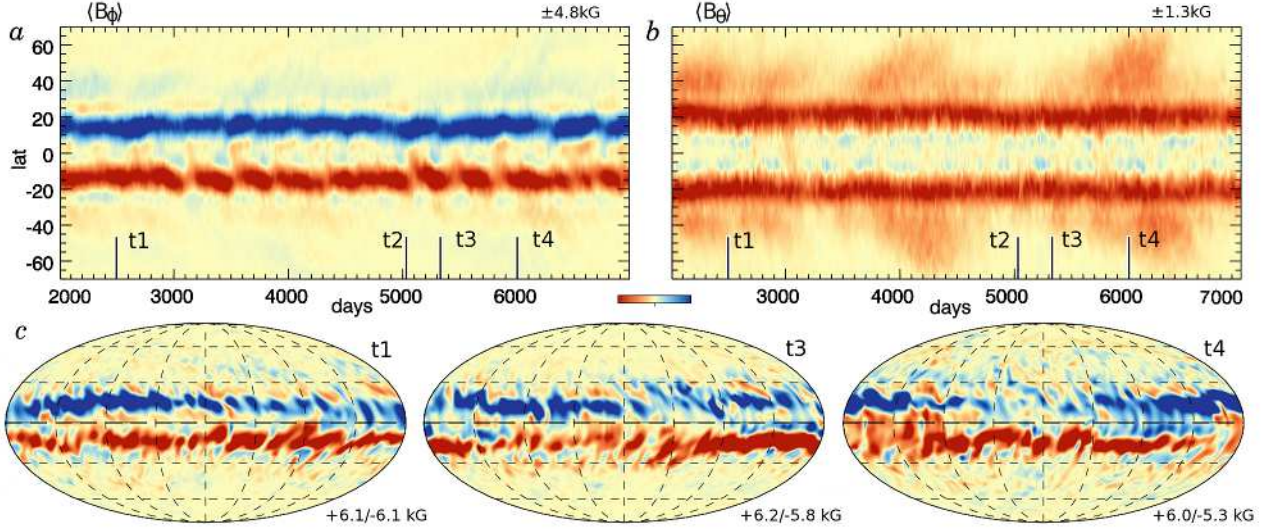 a ⟨Bϕ⟩ ±4.8kG
60
40
20
0
-20
-40
-60
lat
t1 t2 t3 t4
2000 3000 4000 5000 6000
days
b ⟨Bθ⟩ ±1.3kG
t1 t2 t3 t4
3000 4000 5000 6000 7000
days
c t1 t3 t4
+6.1/-6.1 kG +6.2/-5.8 kG +6.0/-5.3 kG